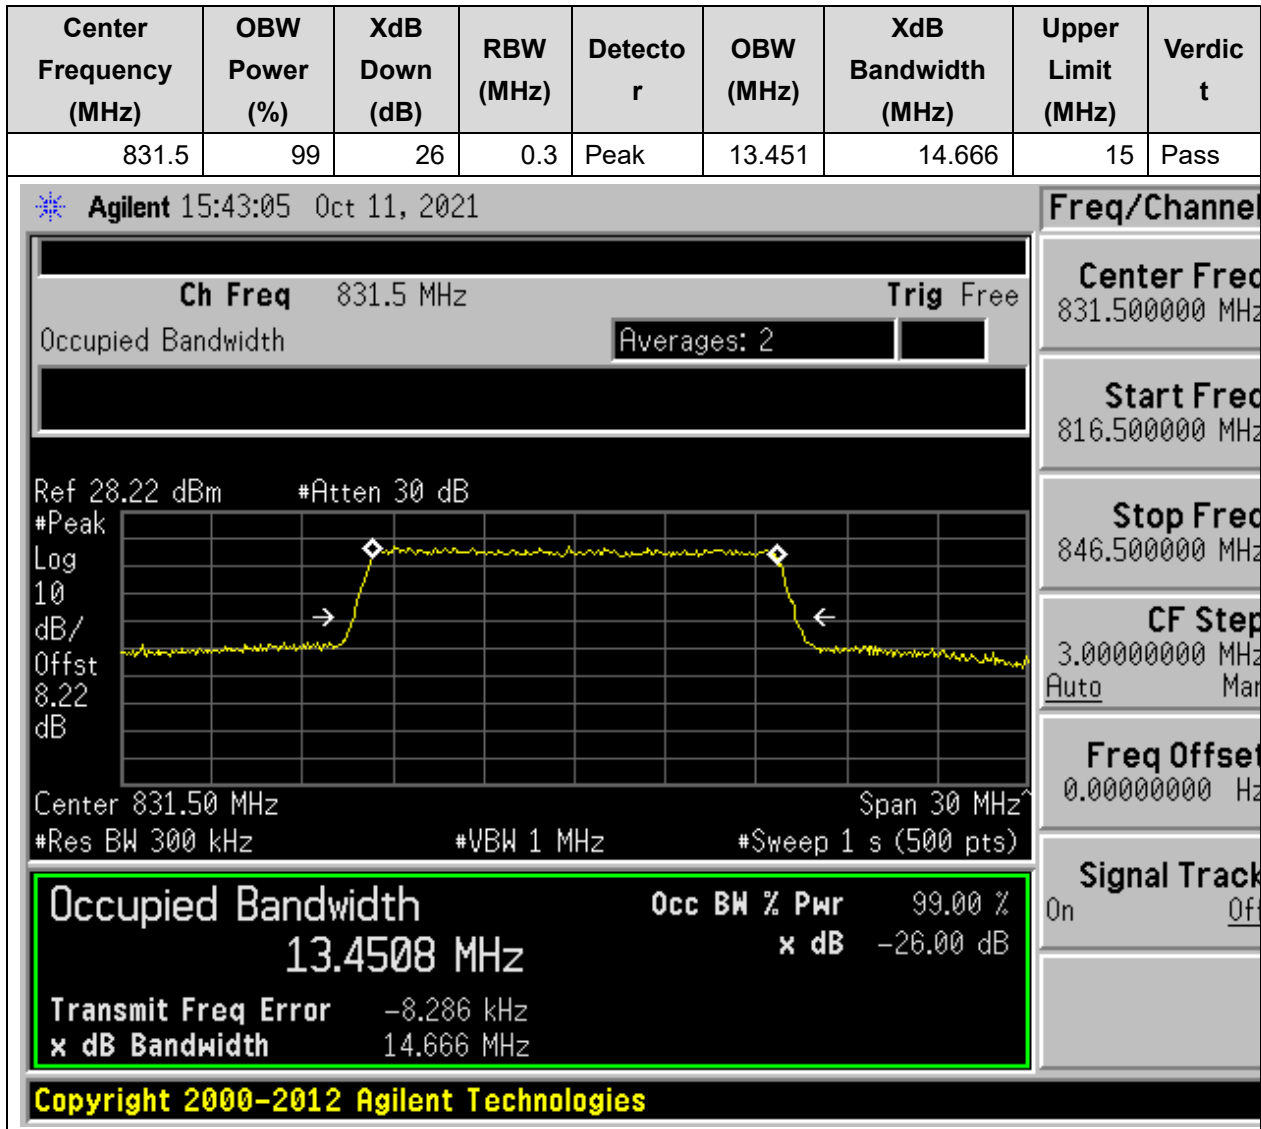 Center Frequency (MHz) OBW Power (%) XdB Down (dB) RBW (MHz) Detecto r OBW (MHz) XdB Bandwidth (MHz) Upper Limit (MHz) Verdic t
831.5 99 26 0.3 Peak 13.451 14.666 15 Pass
Agilent 15:43:05 Oct 11, 2021
Freq/Channel
Ch Freq 831.5 MHz Trig Free
Occupied Bandwidth Averages: 2
Center Freq
831.500000 MHz
Start Freq
816.500000 MHz
Stop Freq
846.500000 MHz
CF Step
3.00000000 MHz
Auto Man
Freq Offset
0.00000000 Hz
Signal Track
On Off
Ref 28.22 dBm #Atten 30 dB
#Peak
Log
10
dB/
Offst
8.22
dB
Center 831.50 MHz Span 30 MHz^
#Res BW 300 kHz #VBW 1 MHz #Sweep 1 s (500 pts)
Occupied Bandwidth Occ BW % Pwr 99.00 %
13.4508 MHz x dB -26.00 dB
Transmit Freq Error -8.286 kHz
x dB Bandwidth 14.666 MHz
Copyright 2000-2012 Agilent Technologies